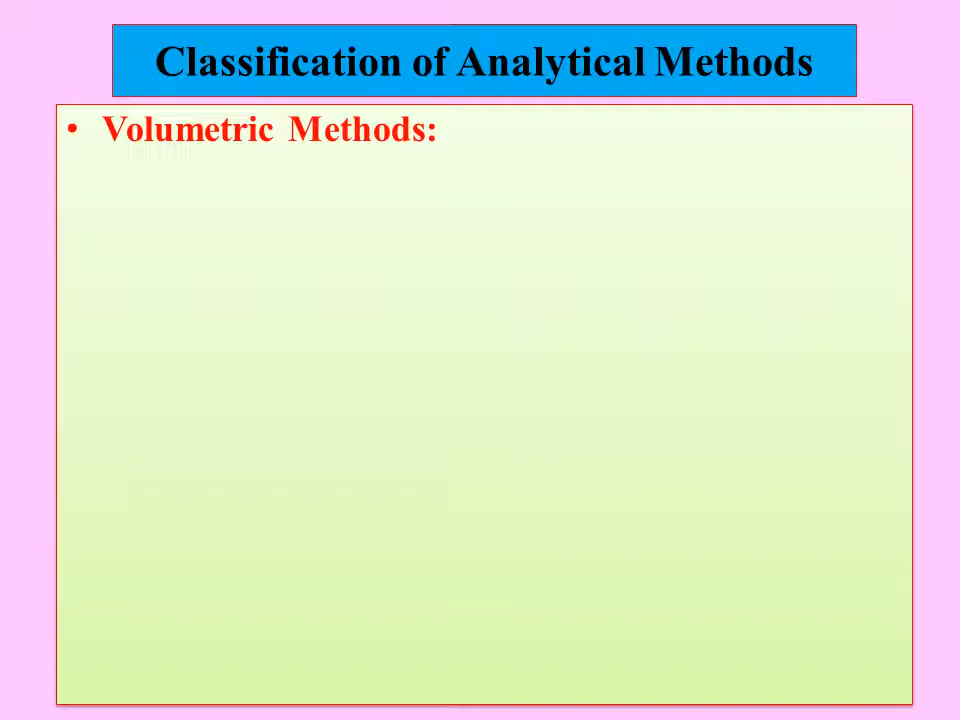 Classification of Analytical Methods
• Volumetric Methods: